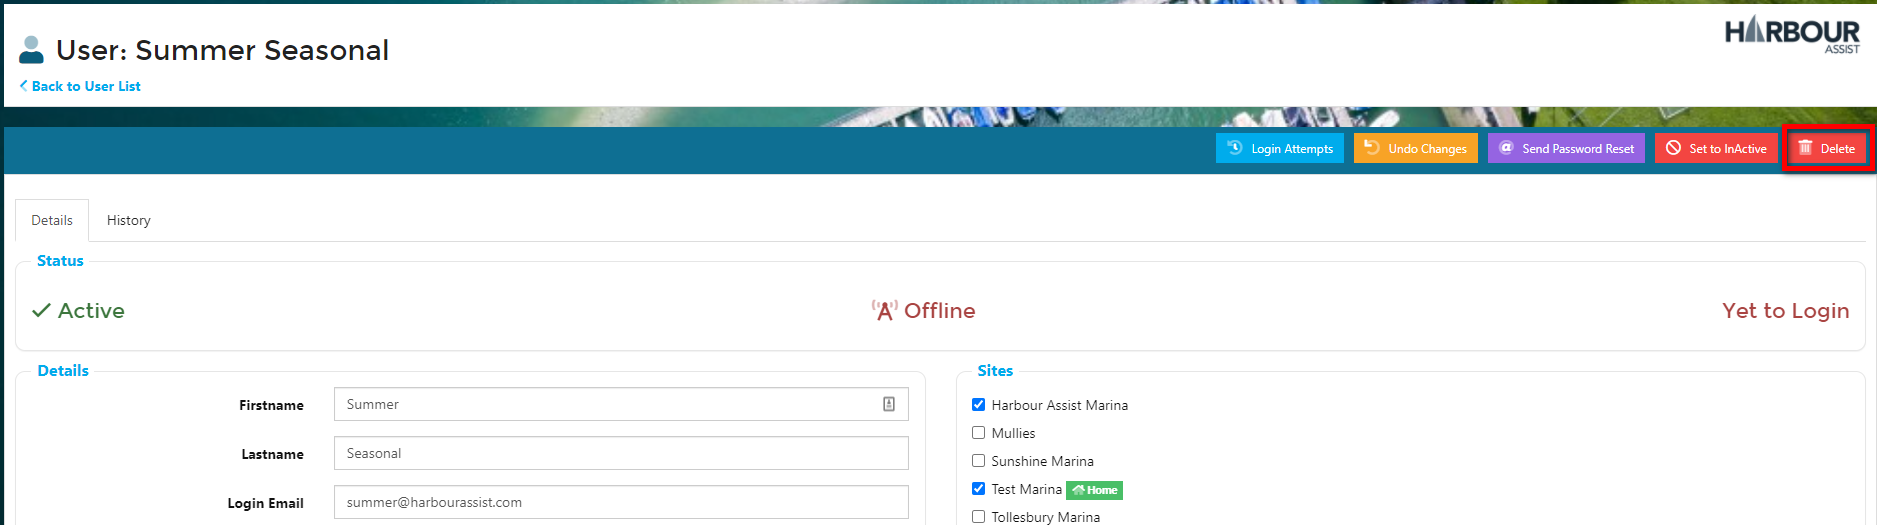 User: Summer Seasonal
HARBOUR
ASSIST
Back to User List
Login Attempts
Undo Changes
Send Password Reset
Set to InActive
Delete
Details
History
Status
Active
Offline
Yet to Login
Details
Firstname
Summer
Lastname
Seasonal
Login Email
summer@harbourassist.com
Sites
Harbour Assist Marina
Mullies
Sunshine Marina
Test Marina Home
Tollesbury Marina